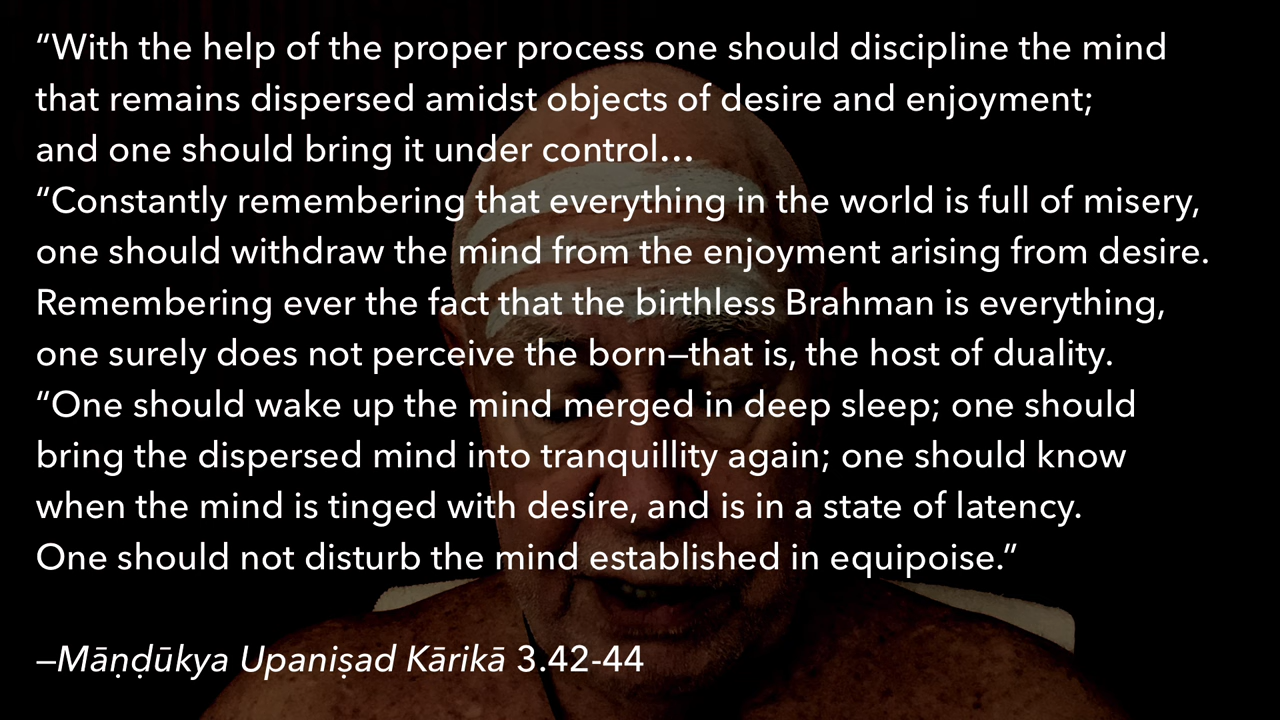 “With the help of the proper process one should discipline the mind
that remains dispersed amidst objects of desire and enjoyment;
and one should bring it under control…
“Constantly remembering that everything in the world is full of misery,
one should withdraw the mind from the enjoyment arising from desire.
Remembering ever the fact that the birthless Brahman is everything,
one surely does not perceive the born—that is, the host of duality.
“One should wake up the mind merged in deep sleep; one should
bring the dispersed mind into tranquillity again; one should know
when the mind is tinged with desire, and is in a state of latency.
One should not disturb the mind established in equipoise.”
—Māṇḍūkya Upaniṣad Kārikā 3.42-44